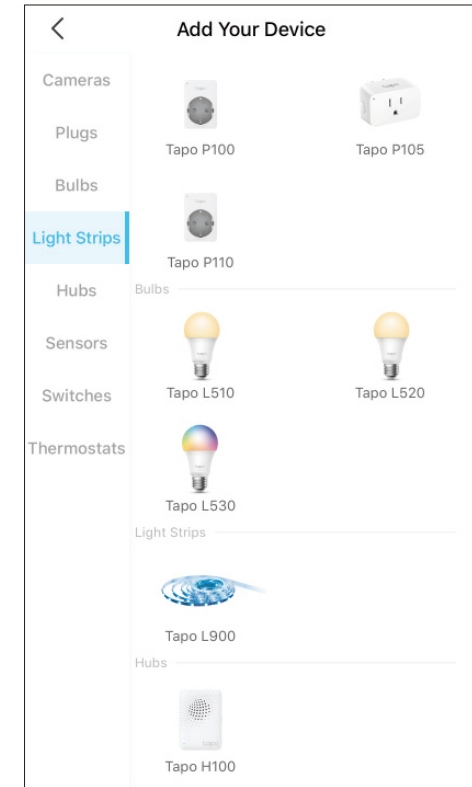 Add Your Device
Cameras
Plugs
Bulbs
Light Strips
Hubs
Sensors
Switches
Thermostats
Tapo P100
Tapo P105
Tapo P110
Bulbs
Tapo L510
Tapo L520
Tapo L530
Light Strips
Tapo L900
Hubs
Tapo H100